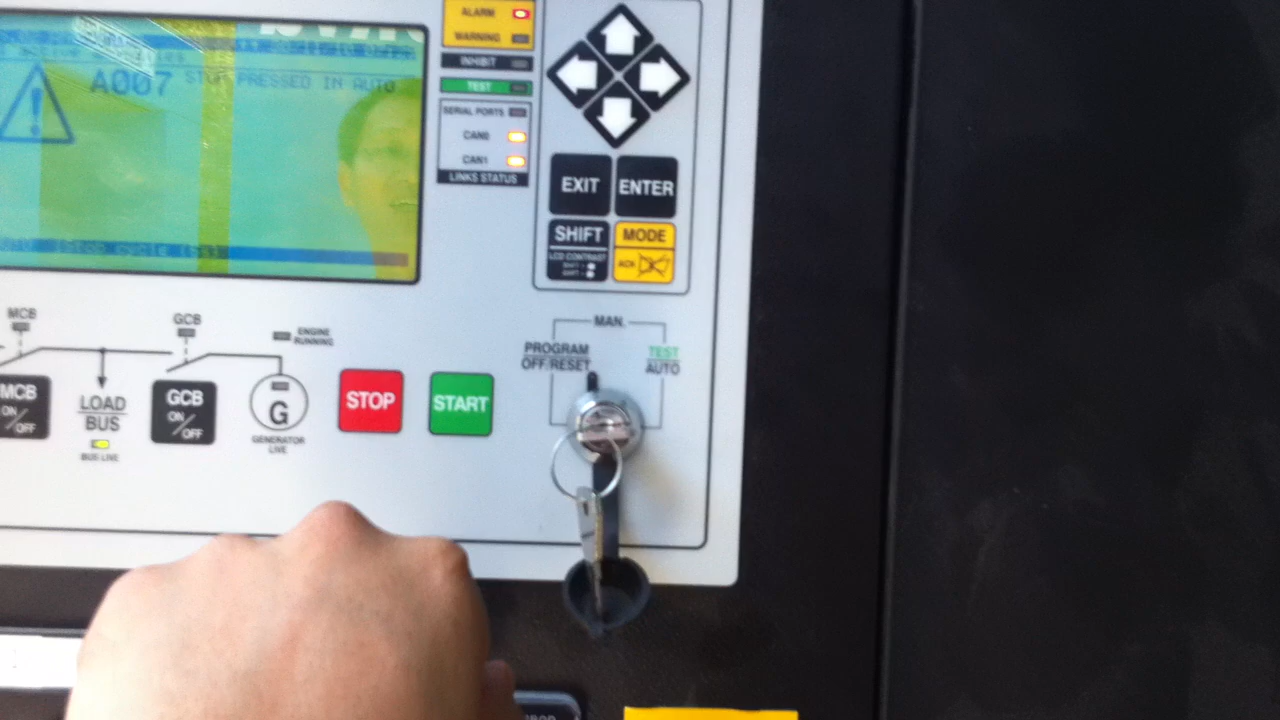 ALARM
WARNING
INHIBIT
TEST
SERIAL PORTS
CAN0
CAN1
LINKS STATUS
A007 STOP PRESSED IN AUTO
EXIT
ENTER
SHIFT
LCD CONTRAST
MODE
ACK
MAN.
PROGRAM
OFF/RESET
TEST
AUTO
MCB
GCB
ENGINE
RUNNING
MCB
ON
OFF
LOAD
BUS
BUS LIVE
GCB
ON
OFF
G
GENERATOR
LIVE
STOP
START